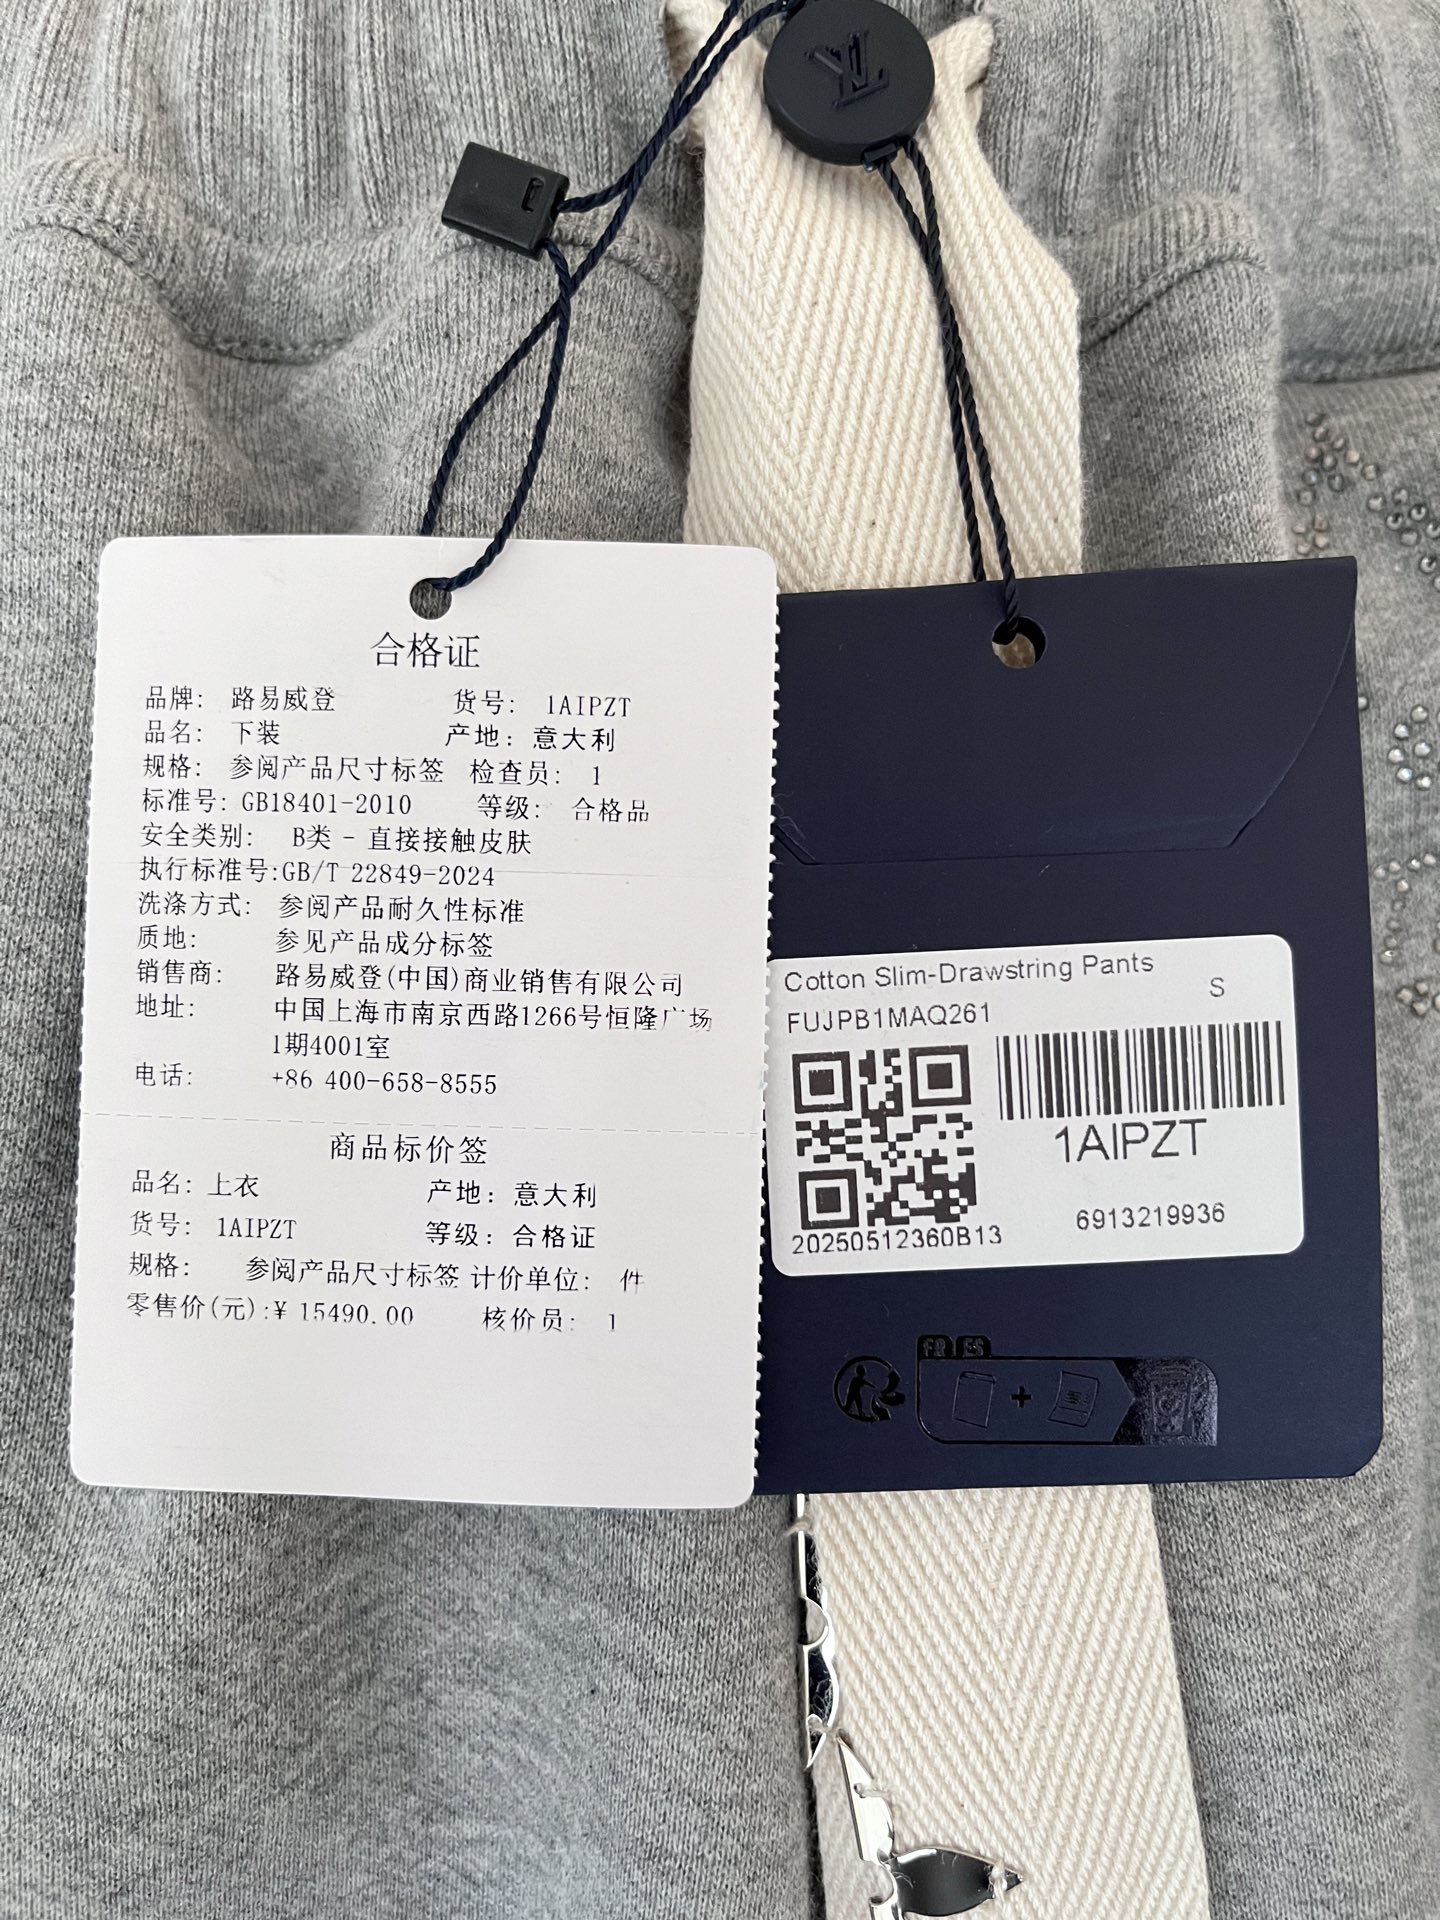 LV
合格证
品牌: 路易威登 货号: 1AIPZT
品名: 下装 产地: 意大利
规格: 参阅产品尺寸标签 检查员: 1
标准号: GB18401-2010 等级: 合格品
安全类别: B类 - 直接接触皮肤
执行标准号:GB/T 22849-2024
洗涤方式: 参阅产品耐久性标准
质地: 参见产品成分标签
销售商: 路易威登(中国)商业销售有限公司
地址: 中国上海市南京西路1266号恒隆广场
1期4001室
电话: +86 400-658-8555
商品标价签
品名: 上衣 产地: 意大利
货号: 1AIPZT 等级: 合格证
规格: 参阅产品尺寸标签 计价单位: 件
零售价(元):¥ 15490.00 核价员: 1
Cotton Slim-Drawstring Pants
S
FUJPB1MAQ261
1AIPZT
20250512360B13
6913219936
FR ES
+